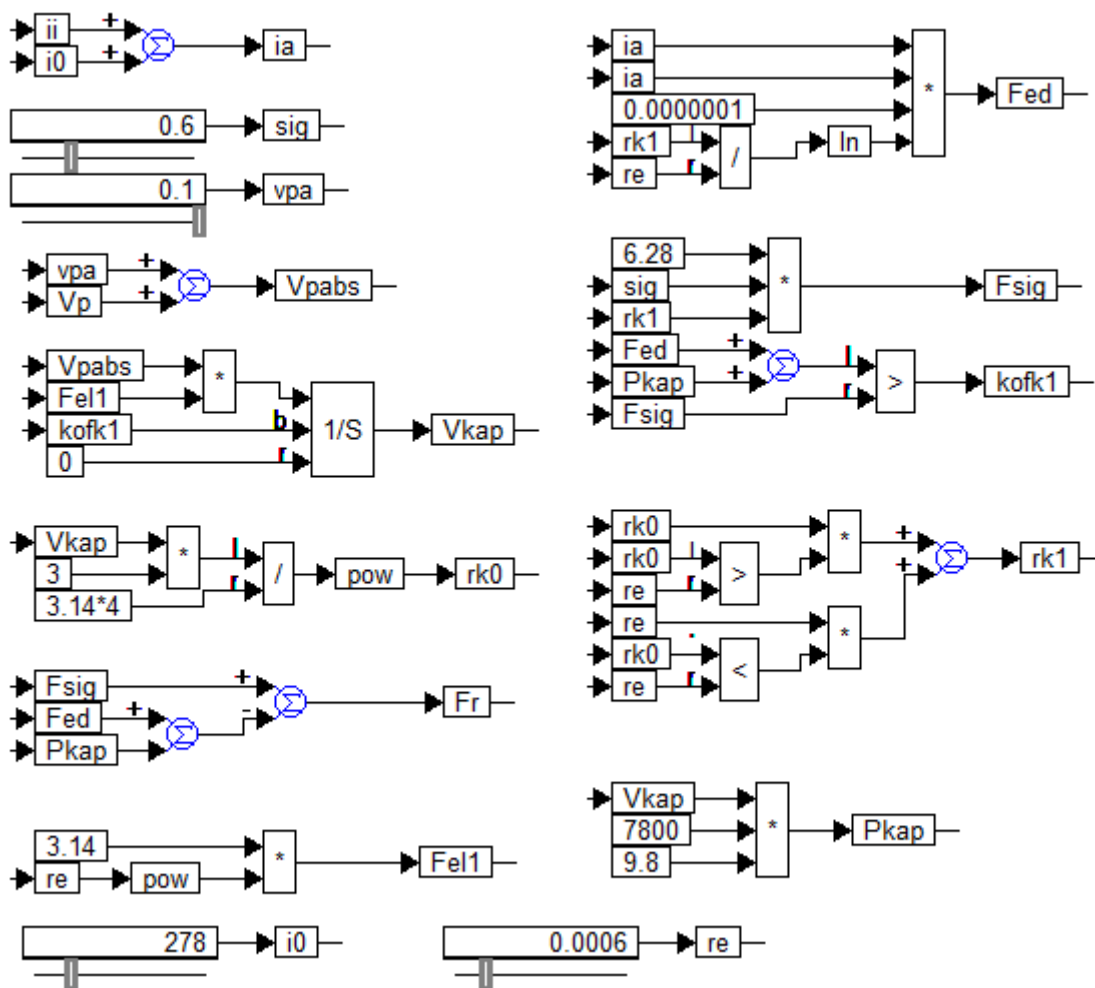 ii + Σ ia
i0 +
0.6 sig
0.1 vpa
vpa + Σ Vpabs
Vp +
Vpabs * 1/S Vkap
Fel1
kofk1 b
0 r
Vkap * l / pow rk0
3
3.14*4 r
Fsig + Σ Fr
Fed + Σ -
Pkap
3.14 * Fel1
re pow
278 i0
0.0006 re
ia * Fed
ia
0.0000001
rk1 l / ln
re r
6.28 * Fsig
sig
rk1
Fed + Σ l > kofk1
Pkap +
Fsig r
rk0 * + Σ rk1
rk0 l > +
re r
re *
rk0 <
re r
Vkap * Pkap
7800
9.8